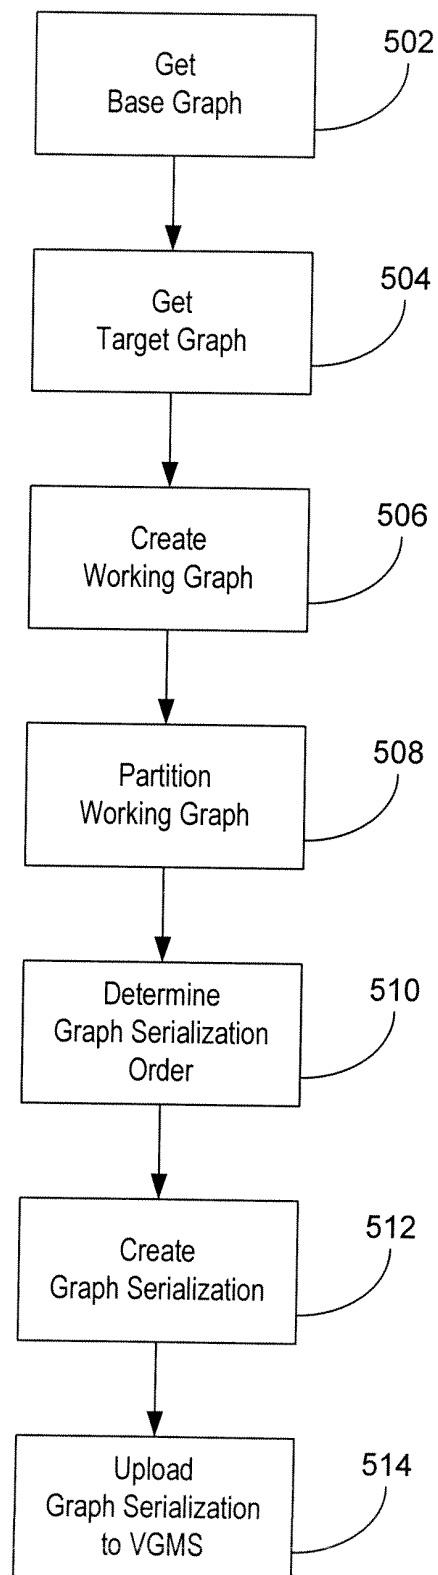 502
Get
Base Graph
504
Get
Target Graph
506
Create
Working Graph
508
Partition
Working Graph
510
Determine
Graph Serialization
Order
512
Create
Graph Serialization
514
Upload
Graph Serialization
to VGMS